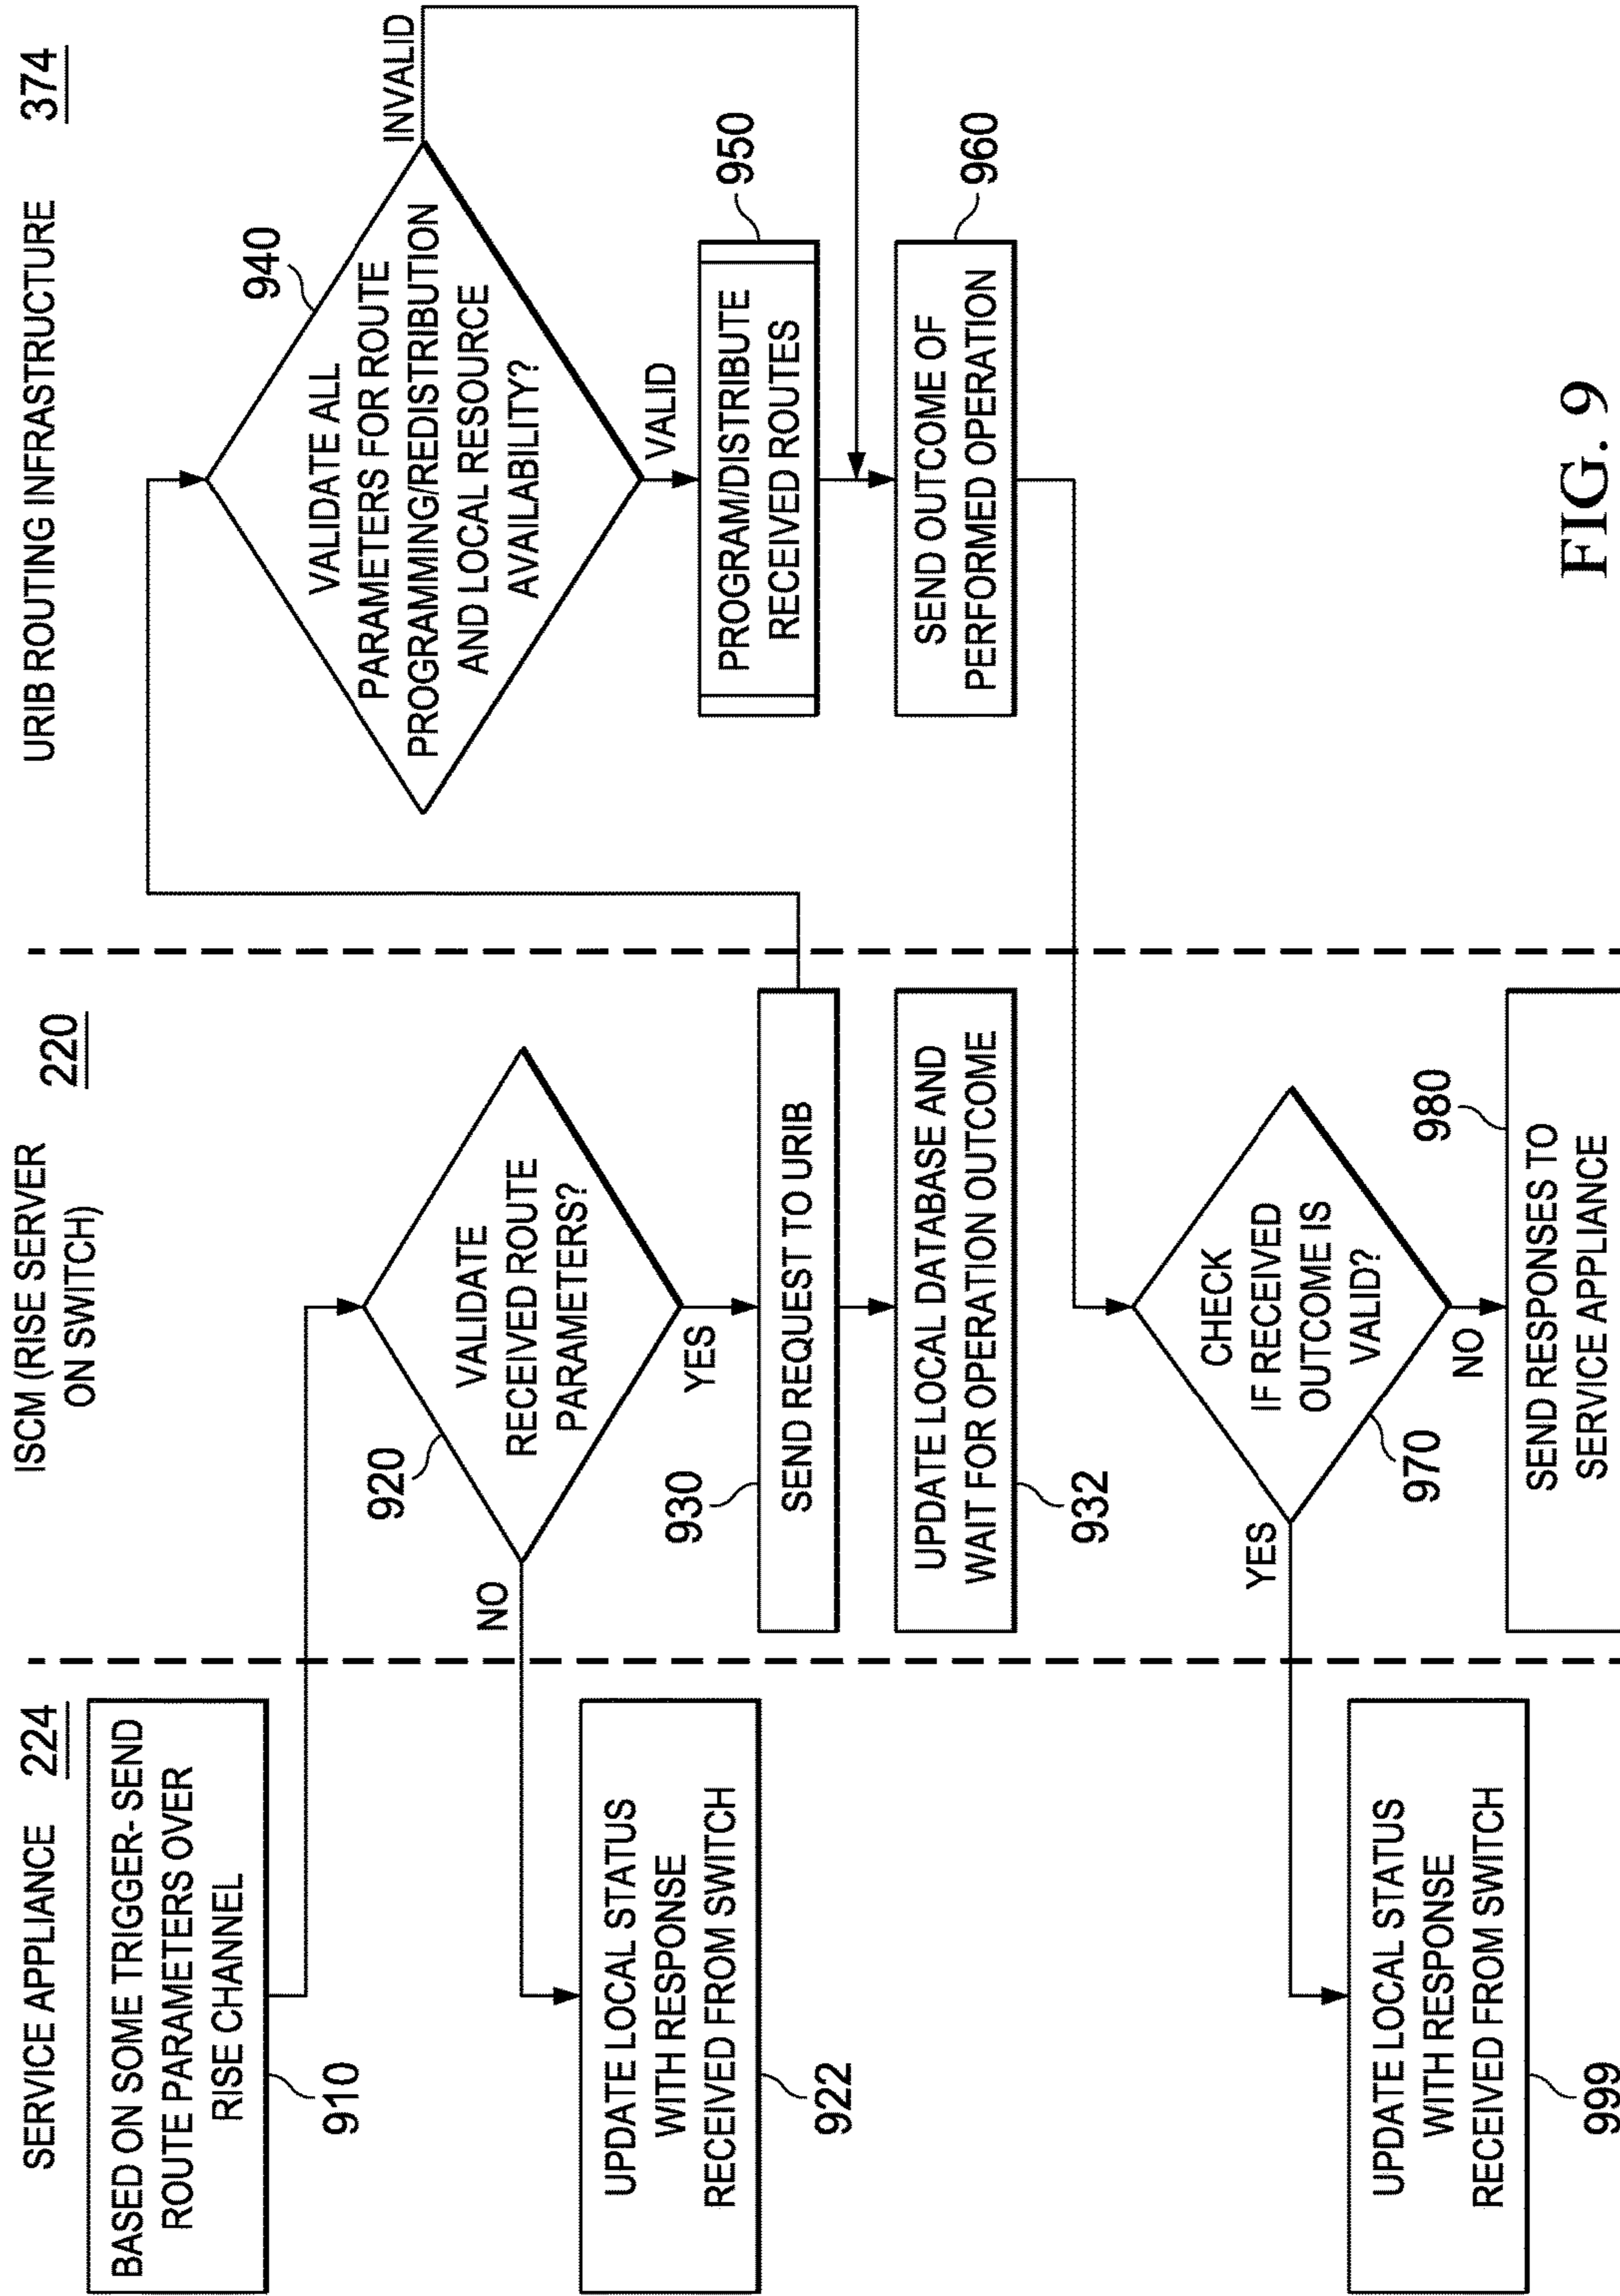 SERVICE APPLIANCE 224
BASED ON SOME TRIGGER- SEND
ROUTE PARAMETERS OVER
RISE CHANNEL
910
UPDATE LOCAL STATUS
WITH RESPONSE
RECEIVED FROM SWITCH
922
UPDATE LOCAL STATUS
WITH RESPONSE
RECEIVED FROM SWITCH
999
ISCM (RISE SERVER
ON SWITCH)
220
920
VALIDATE
RECEIVED ROUTE
PARAMETERS?
NO
YES
930
SEND REQUEST TO URIB
UPDATE LOCAL DATABASE AND
WAIT FOR OPERATION OUTCOME
932
CHECK
IF RECEIVED
OUTCOME IS
VALID?
YES
970
NO
980
SEND RESPONSES TO
SERVICE APPLIANCE
URIB ROUTING INFRASTRUCTURE 374
940
VALIDATE ALL
PARAMETERS FOR ROUTE
PROGRAMMING/REDISTRIBUTION
AND LOCAL RESOURCE
AVAILABILITY?
INVALID
VALID
950
PROGRAM/DISTRIBUTE
RECEIVED ROUTES
960
SEND OUTCOME OF
PERFORMED OPERATION
FIG. 9